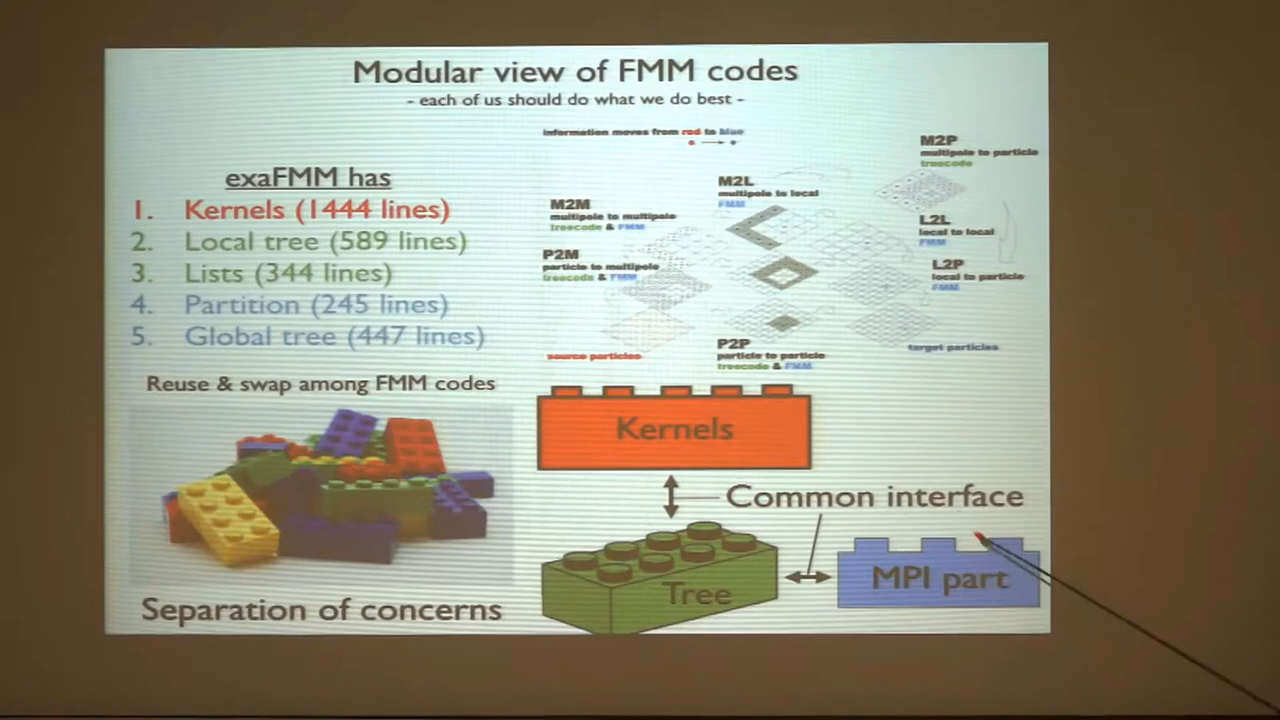 Modular view of FMM codes
- each of us should do what we do best -
information moves from red to blue
exaFMM has
1. Kernels (1444 lines)
2. Local tree (589 lines)
3. Lists (344 lines)
4. Partition (245 lines)
5. Global tree (447 lines)
M2M
multipole to multipole
treecode & FMM
P2M
particle to multipole
treecode & FMM
source particles
M2L
multipole to local
FMM
P2P
particle to particle
treecode & FMM
M2P
multipole to particle
treecode
L2L
local to local
FMM
L2P
local to particle
FMM
target particles
Reuse & swap among FMM codes
Separation of concerns
Kernels
Common interface
Tree
MPI part